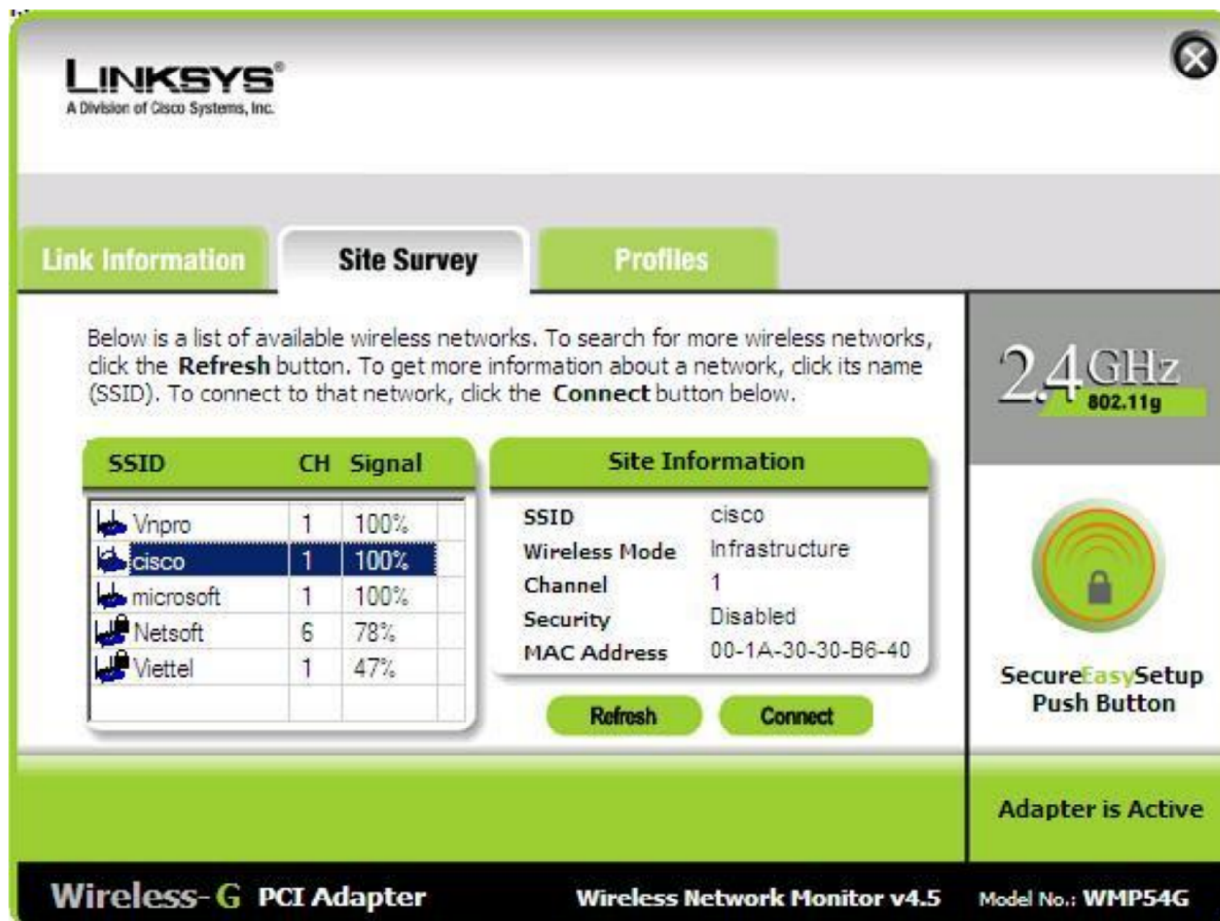 LINKSYS®
A Division of Cisco Systems, Inc.
Link Information
Site Survey
Profiles
Below is a list of available wireless networks. To search for more wireless networks,
click the Refresh button. To get more information about a network, click its name
(SSID). To connect to that network, click the Connect button below.
SSID CH Signal
Vnpro 1 100%
cisco 1 100%
microsoft 1 100%
Netsoft 6 78%
Viettel 1 47%
Site Information
SSID cisco
Wireless Mode Infrastructure
Channel 1
Security Disabled
MAC Address 00-1A-30-30-B6-40
Refresh
Connect
2.4GHz
802.11g
SecureEasySetup
Push Button
Adapter is Active
Wireless-G PCI Adapter
Wireless Network Monitor v4.5
Model No.: WMP54G